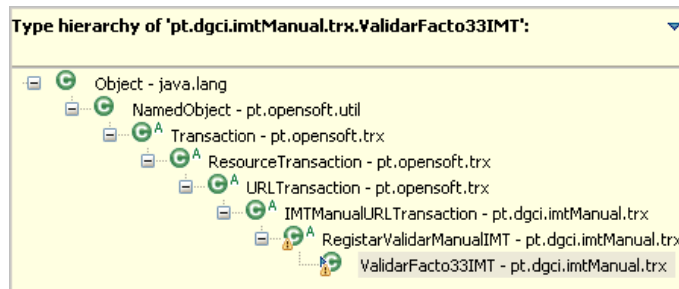 Type hierarchy of 'pt.dgci.imtManual.trx.ValidarFacto33IMT':
C Object - java.lang
C NamedObject - pt.opensoft.util
C A Transaction - pt.opensoft.trx
C A ResourceTransaction - pt.opensoft.trx
C A URLTransaction - pt.opensoft.trx
C A IMTManualURLTransaction - pt.dgci.imtManual.trx
C A RegistarValidarManualIMT - pt.dgci.imtManual.trx
C ValidarFacto33IMT - pt.dgci.imtManual.trx